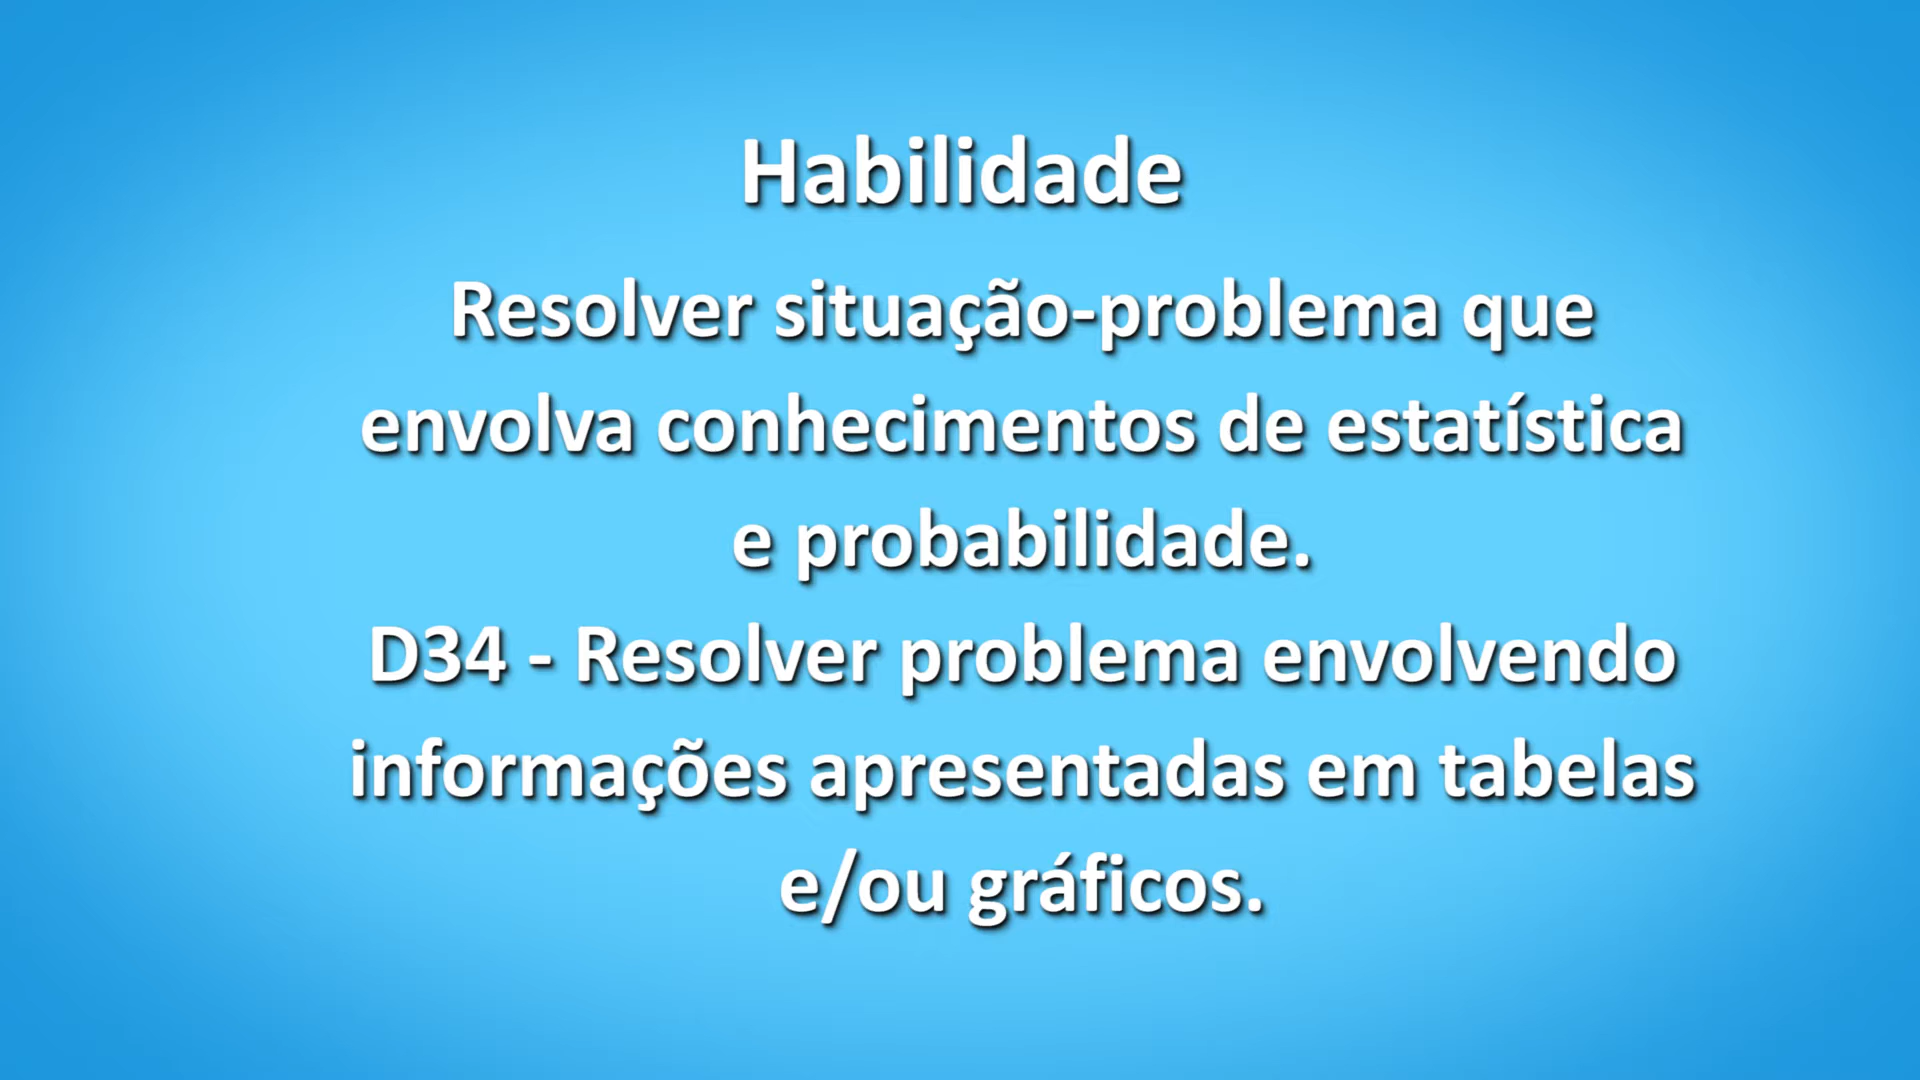 Habilidade
Resolver situação-problema que
envolva conhecimentos de estatística
e probabilidade.
D34 - Resolver problema envolvendo
informações apresentadas em tabelas
e/ou gráficos.